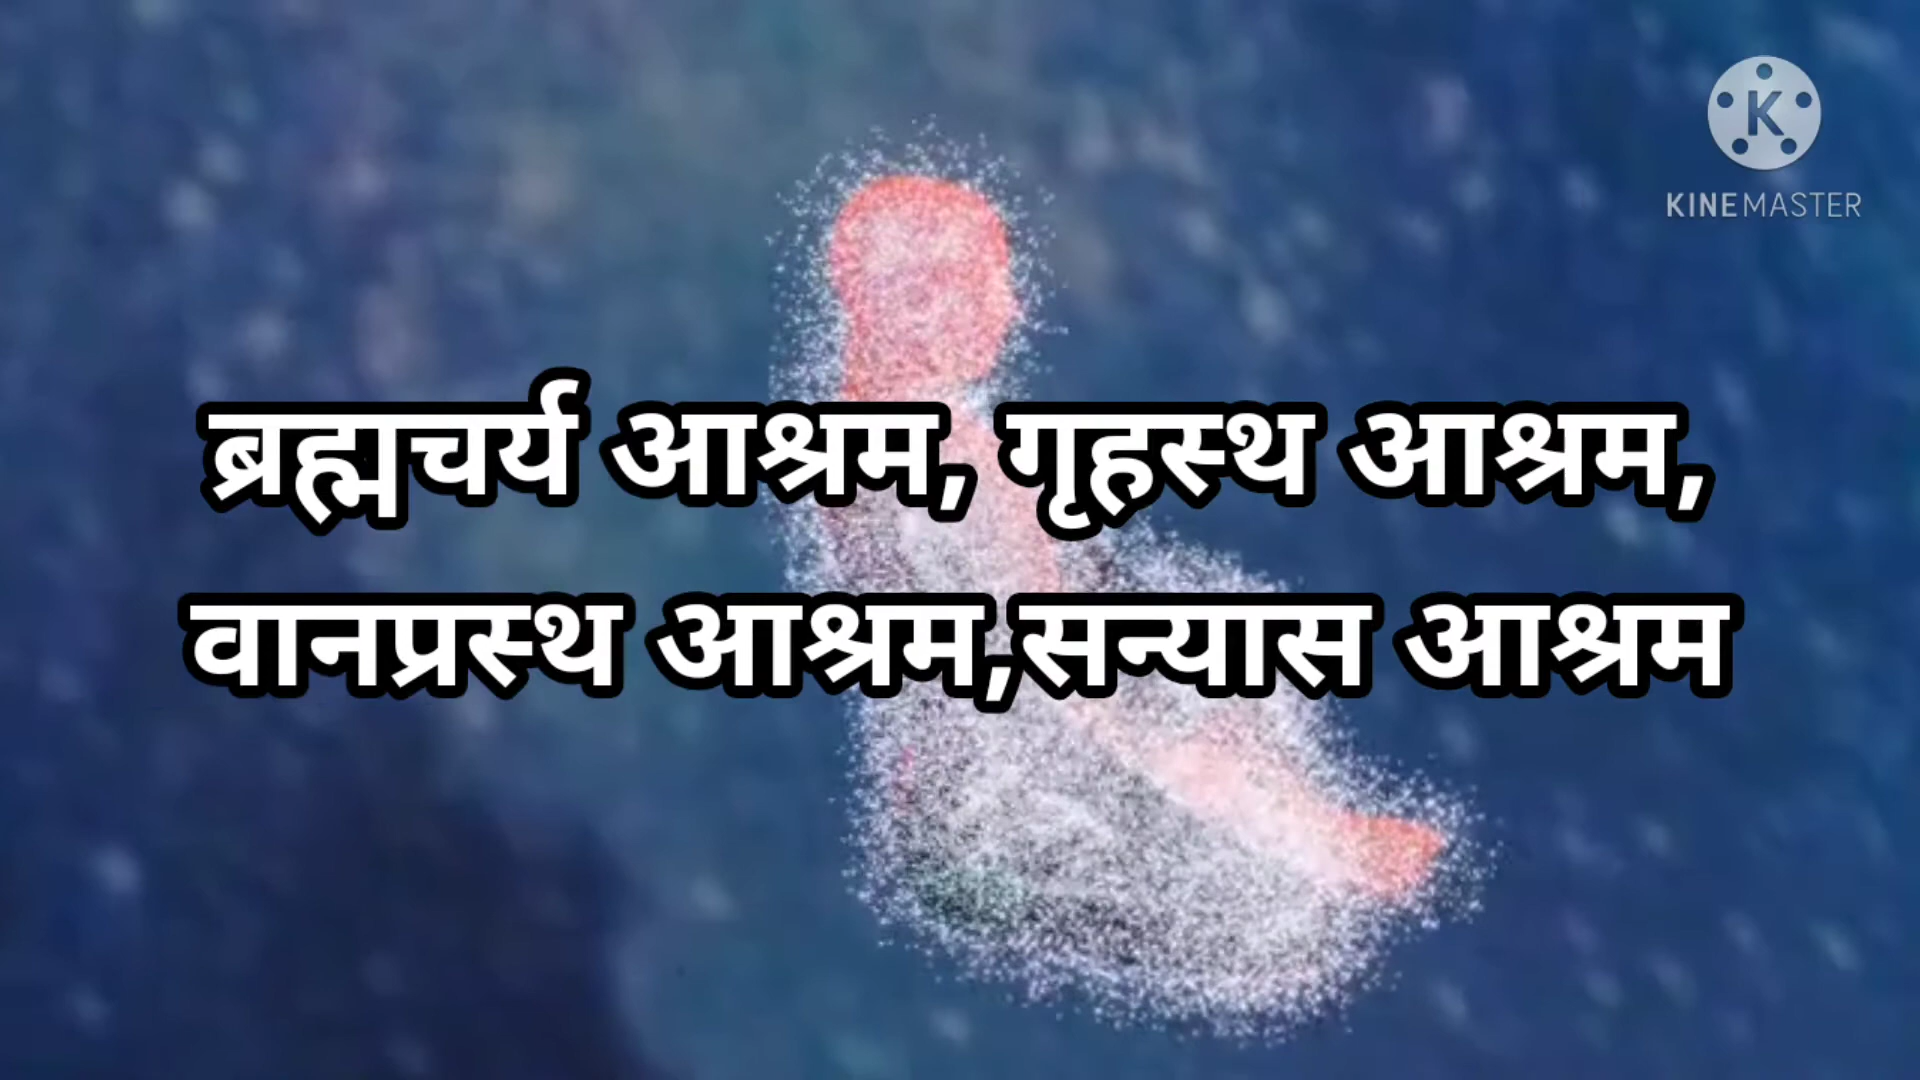 KINEMASTER
ब्रह्मचर्य आश्रम, गृहस्थ आश्रम,
वानप्रस्थ आश्रम,सन्यास आश्रम